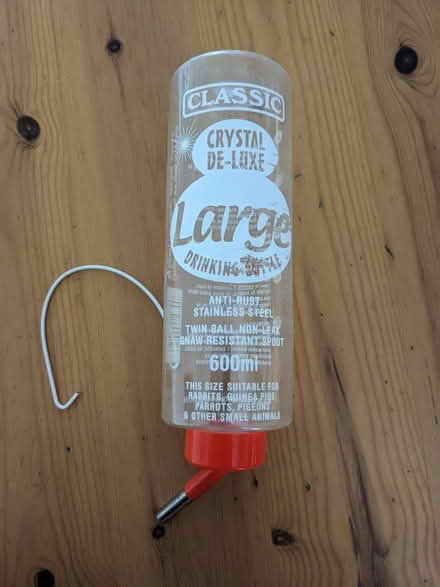 CLASSIC
CRYSTAL
DE-LUXE
Large
DRINKING BOTTLE
ANTI-RUST
STAINLESS STEEL
TWIN BALL NON-LEAK
GNAW RESISTANT SPOUT
600ml
THIS SIZE SUITABLE FOR
RABBITS, GUINEA PIGS,
PARROTS, PIGEONS
& OTHER SMALL ANIMALS